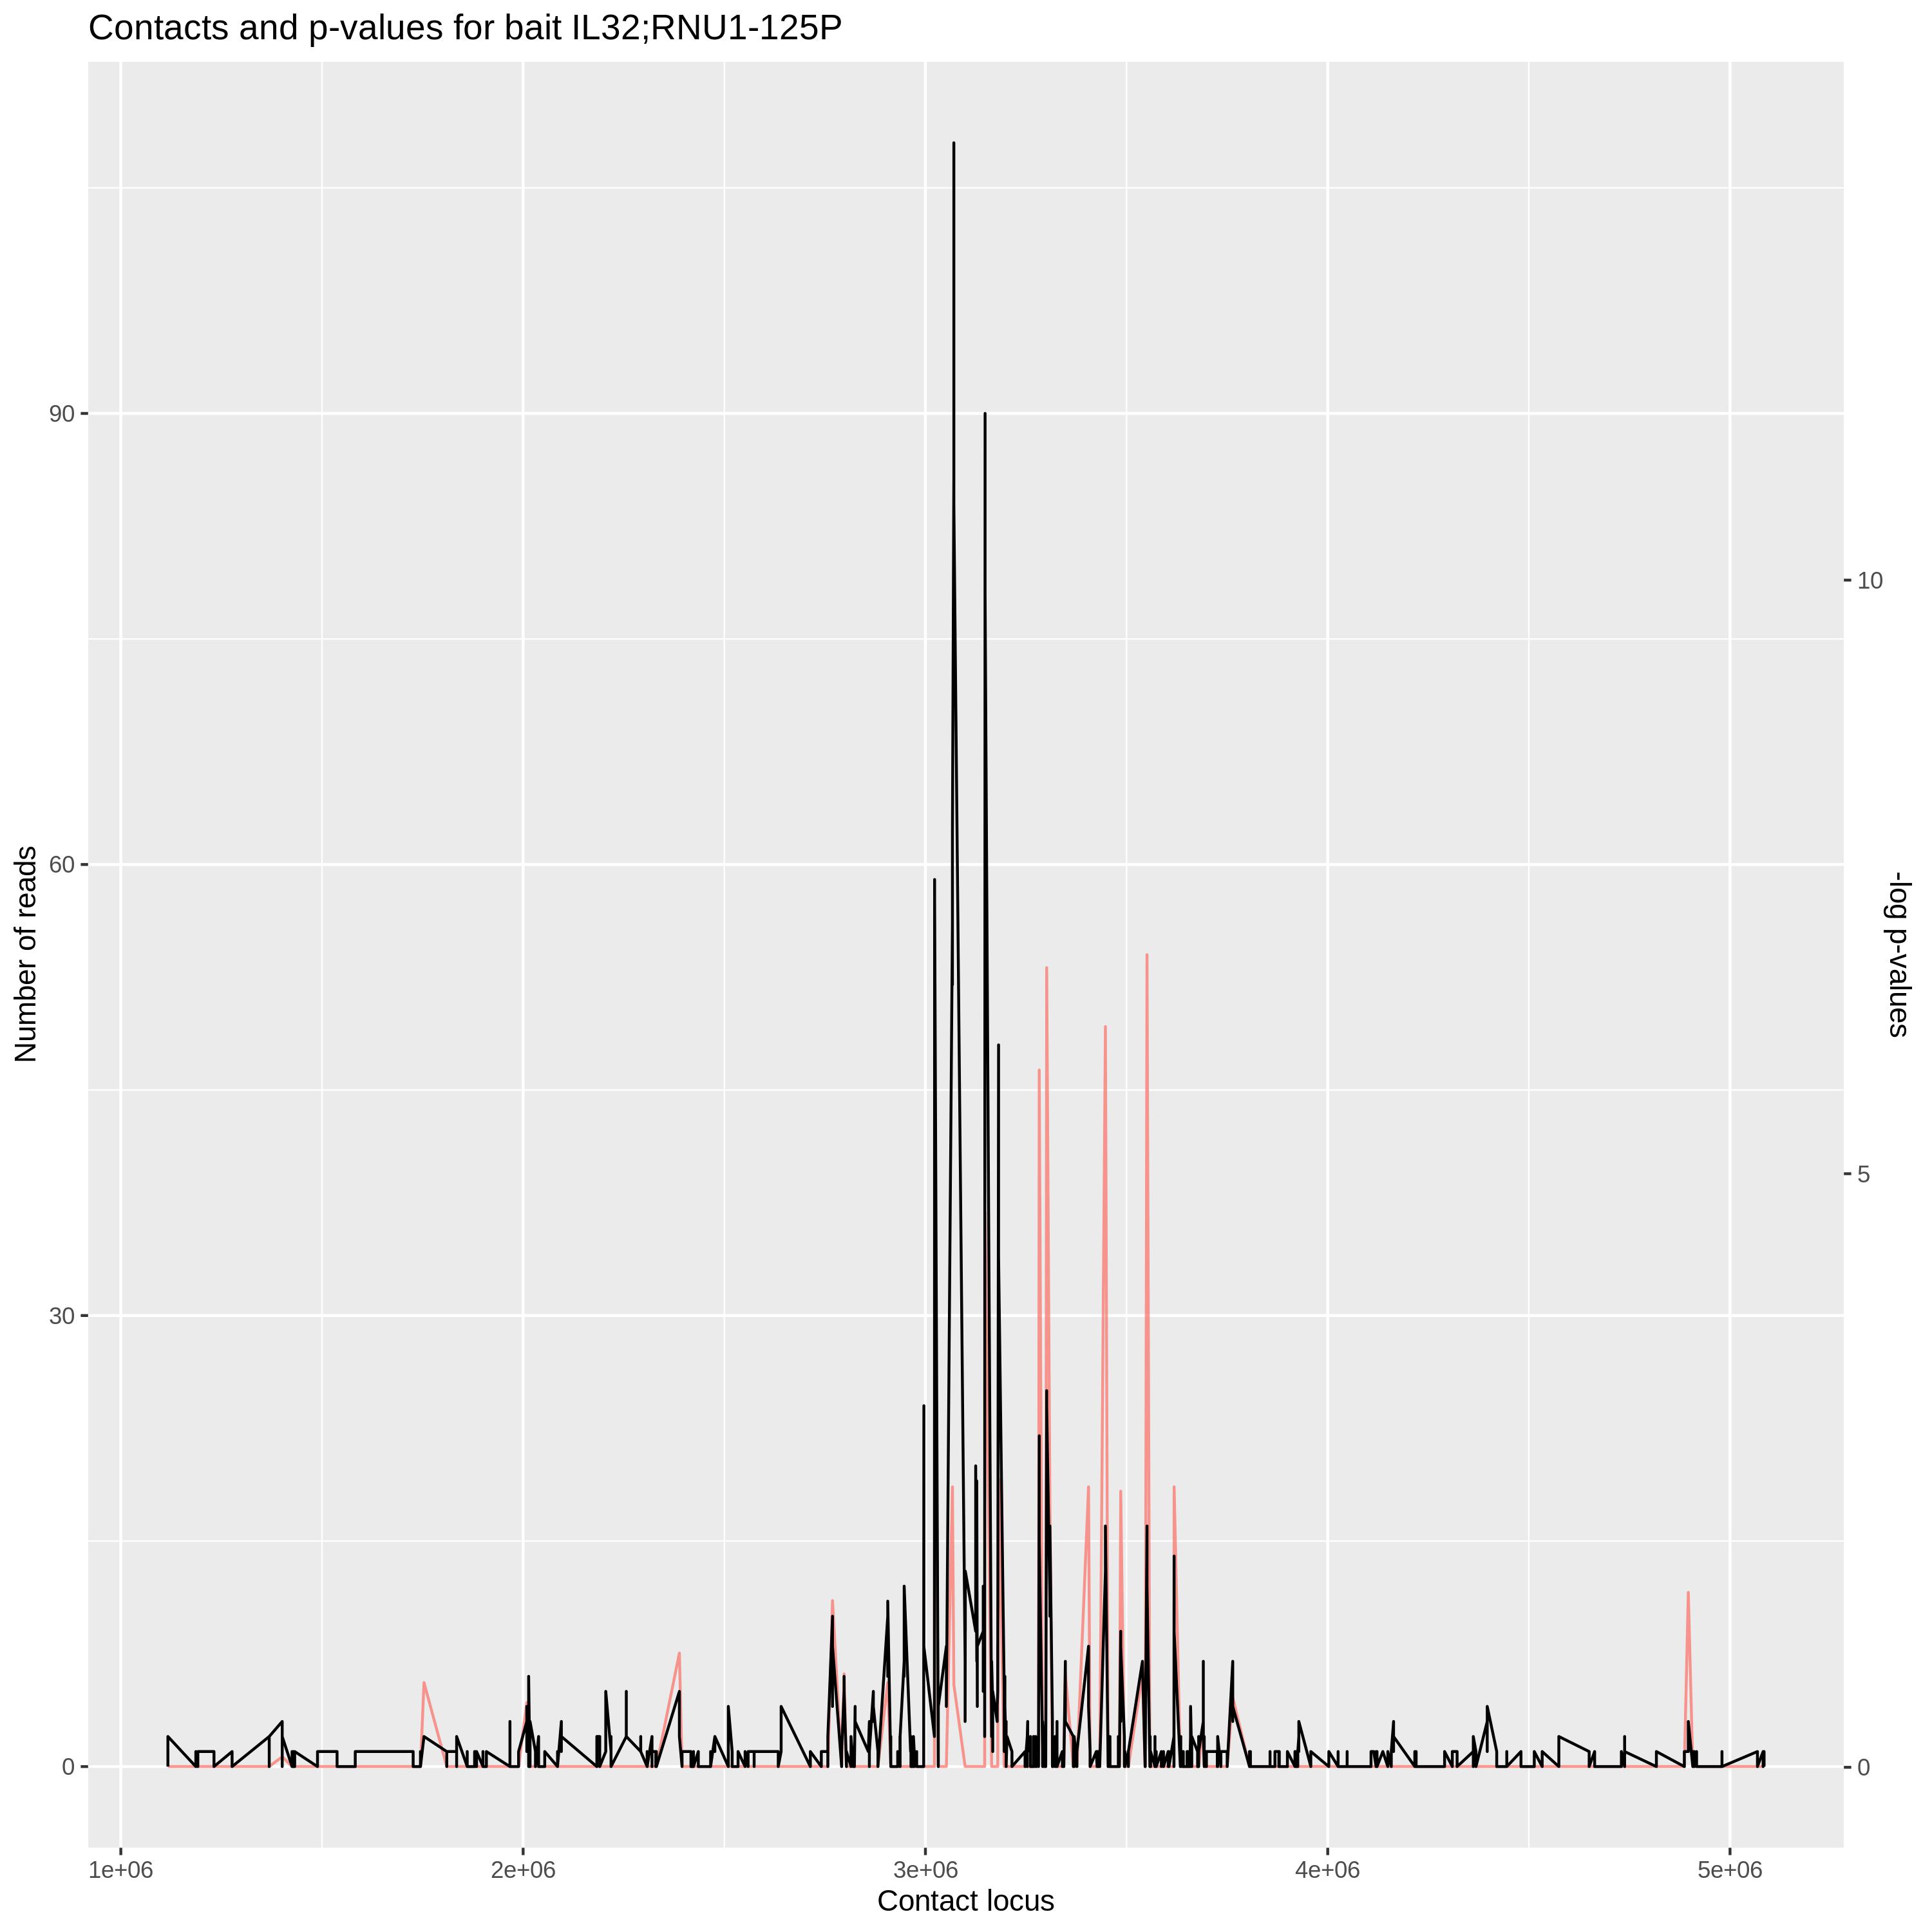 Contacts and p-values for bait IL32;RNU1-125P
90
60
30
0
Number of reads
10
5
0
-log p-values
1e+06
2e+06
3e+06
4e+06
5e+06
Contact locus